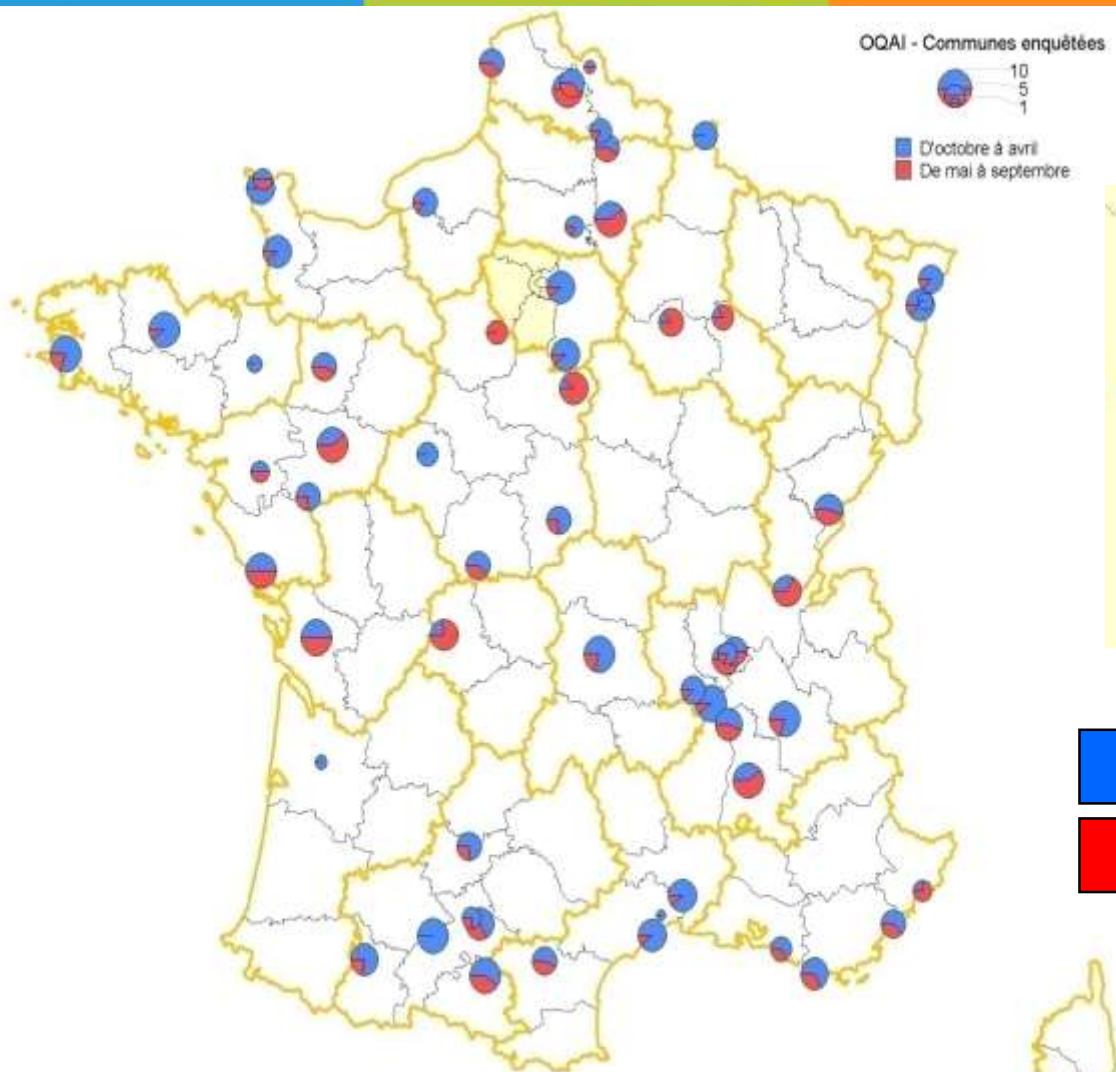 OQAI - Communes enquêtées
10
5
1
D'octobre à avril
De mai à septembre